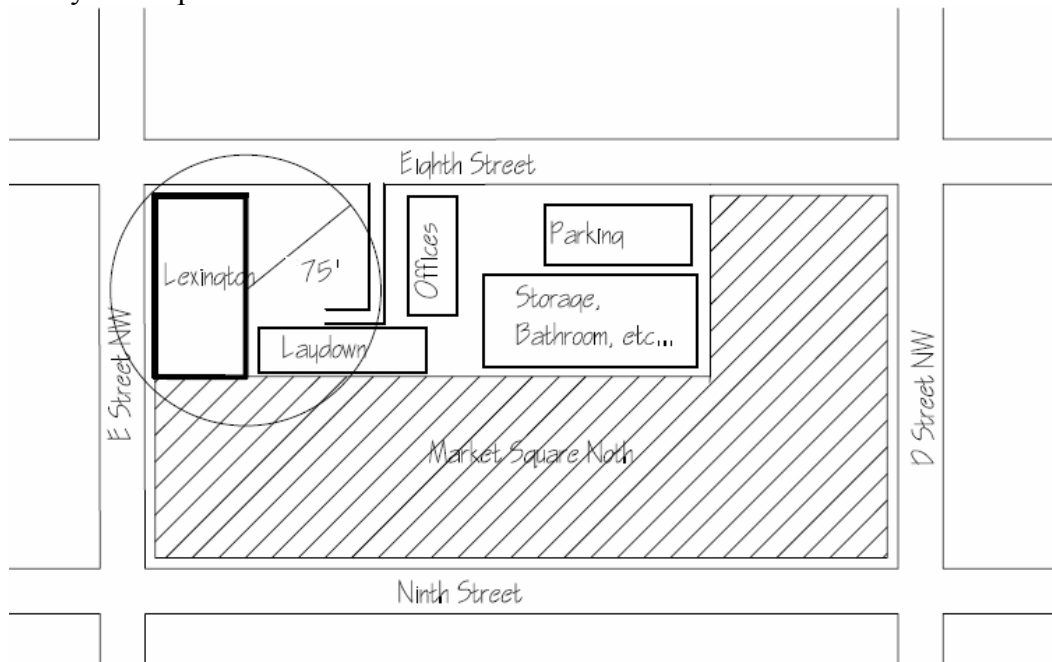 Eighth Street
Offices
Parking
Lexington
75'
Storage,
Bathroom, etc...
Laydown
E Street NW
D Street NW
Market Square Noth
Ninth Street